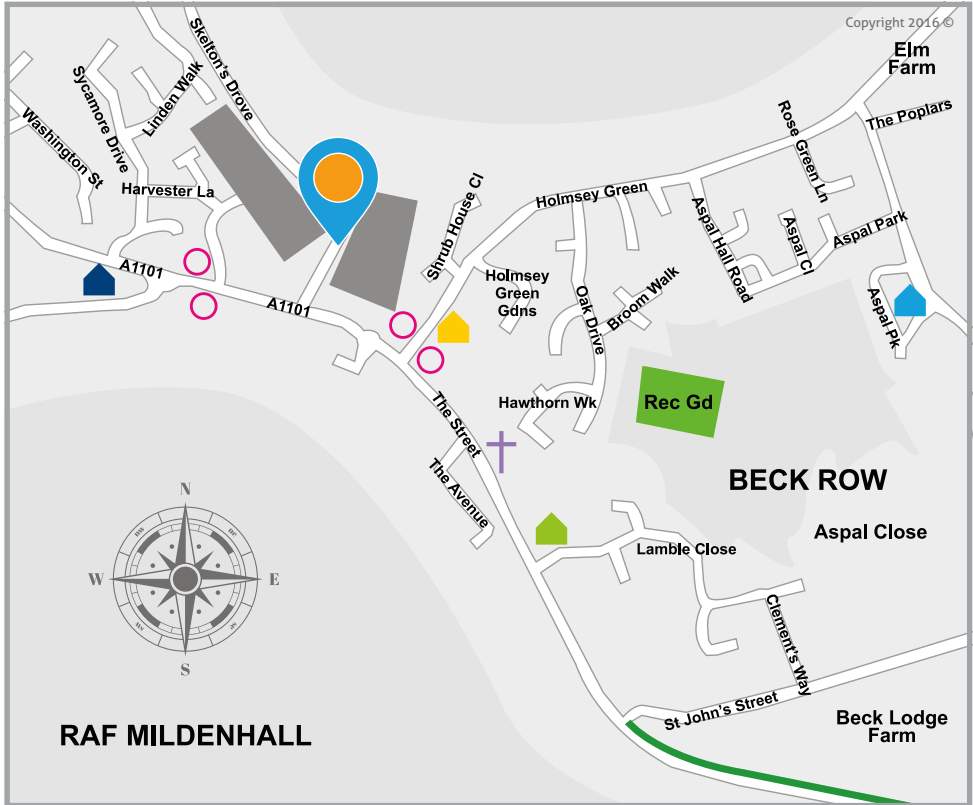 Copyright 2016 ©
Elm
Farm
Skelton's Drove
Linden Walk
Sycamore Drive
Washington St
Harvester La
The Poplars
Rose Green Ln
Holmsey Green
Shrub House Cl
Aspal Hall Road
Aspal Cl
Aspal Park
Aspal Pk
A1101
A1101
Holmsey
Green
Gdns
Oak Drive
Broom Walk
Hawthorn Wk
Rec Gd
The Street
The Avenue
BECK ROW
Aspal Close
Lamble Close
Clement's Way
St John's Street
Beck Lodge
Farm
RAF MILDENHALL
N
W
E
S